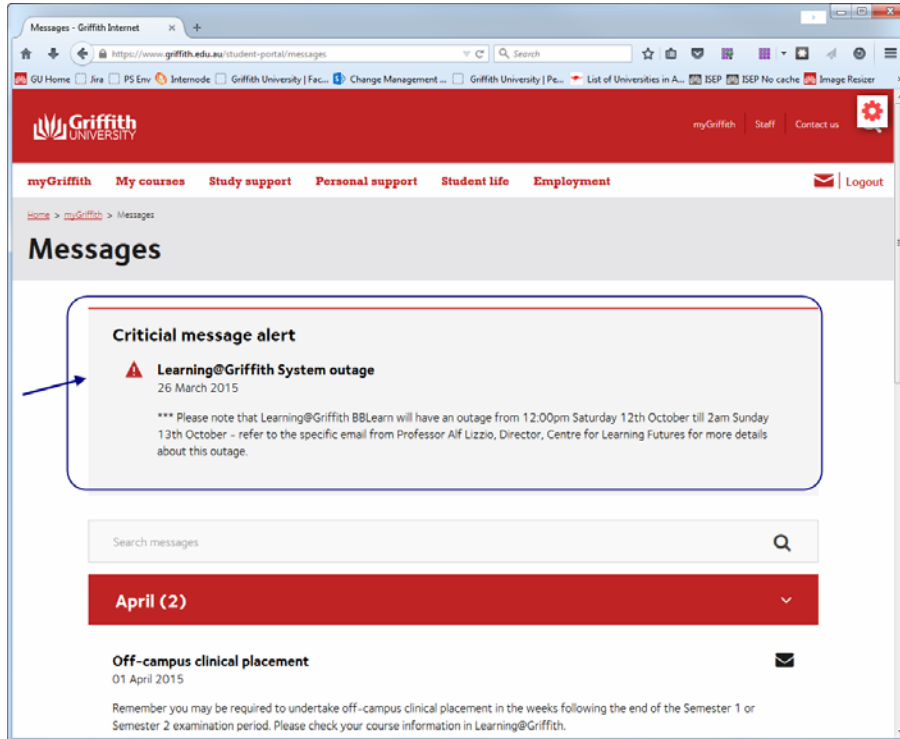 Messages - Griffith Internet × +
https://www.griffith.edu.au/student-portal/messages Search
GU Home Jira PS Env Internode Griffith University | Fac... Change Management ... Griffith University | Pe... List of Universities in A... ISEP ISEP No cache Image Resizer
Griffith
UNIVERSITY
myGriffith Staff Contact us
myGriffith My courses Study support Personal support Student life Employment Logout
Home > myGriffith > Messages
Messages
Criticial message alert
Learning@Griffith System outage
26 March 2015
*** Please note that Learning@Griffith BBLearn will have an outage from 12:00pm Saturday 12th October till 2am Sunday
13th October – refer to the specific email from Professor Alf Lizzio, Director, Centre for Learning Futures for more details
about this outage.
Search messages
April (2)
Off-campus clinical placement
01 April 2015
Remember you may be required to undertake off-campus clinical placement in the weeks following the end of the Semester 1 or
Semester 2 examination period. Please check your course information in Learning@Griffith.